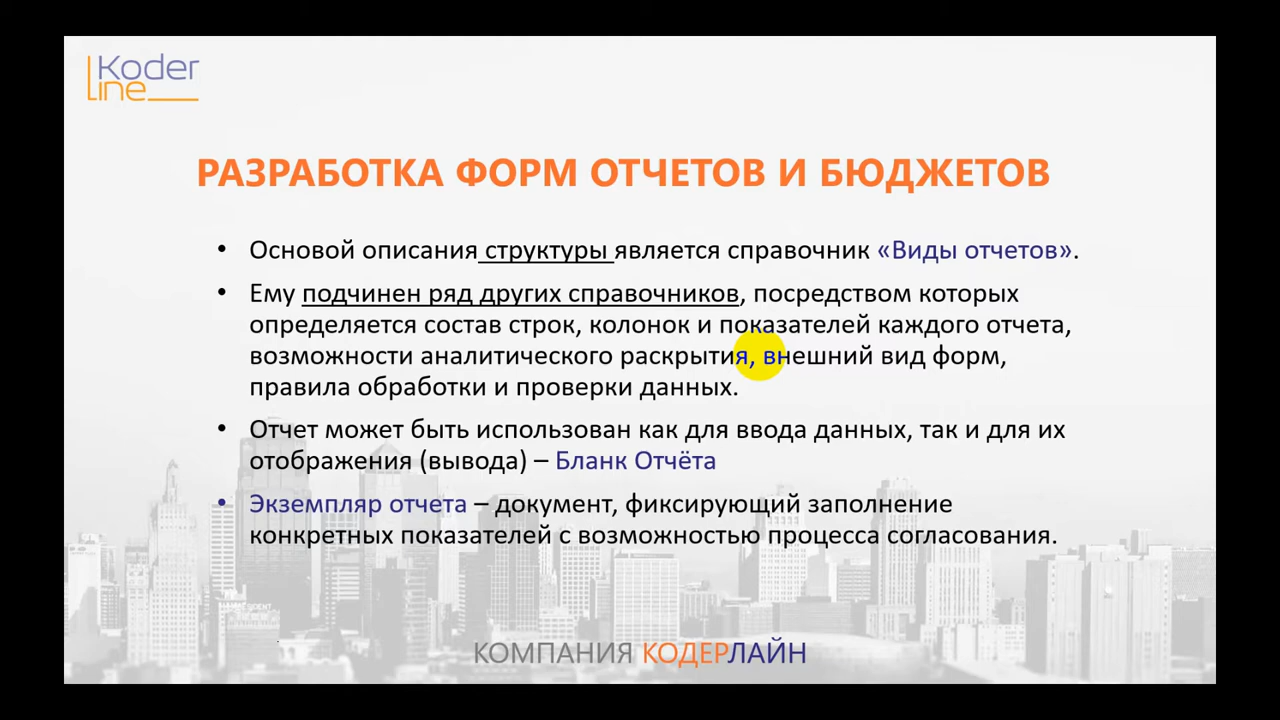 Koder
Line
РАЗРАБОТКА ФОРМ ОТЧЕТОВ И БЮДЖЕТОВ
• Основой описания структуры является справочник «Виды отчетов».
• Ему подчинен ряд других справочников, посредством которых
определяется состав строк, колонок и показателей каждого отчета,
возможности аналитического раскрытия, внешний вид форм,
правила обработки и проверки данных.
• Отчет может быть использован как для ввода данных, так и для их
отображения (вывода) – Бланк Отчёта
• Экземпляр отчета – документ, фиксирующий заполнение
конкретных показателей с возможностью процесса согласования.
КОМПАНИЯ КОДЕРЛАЙН